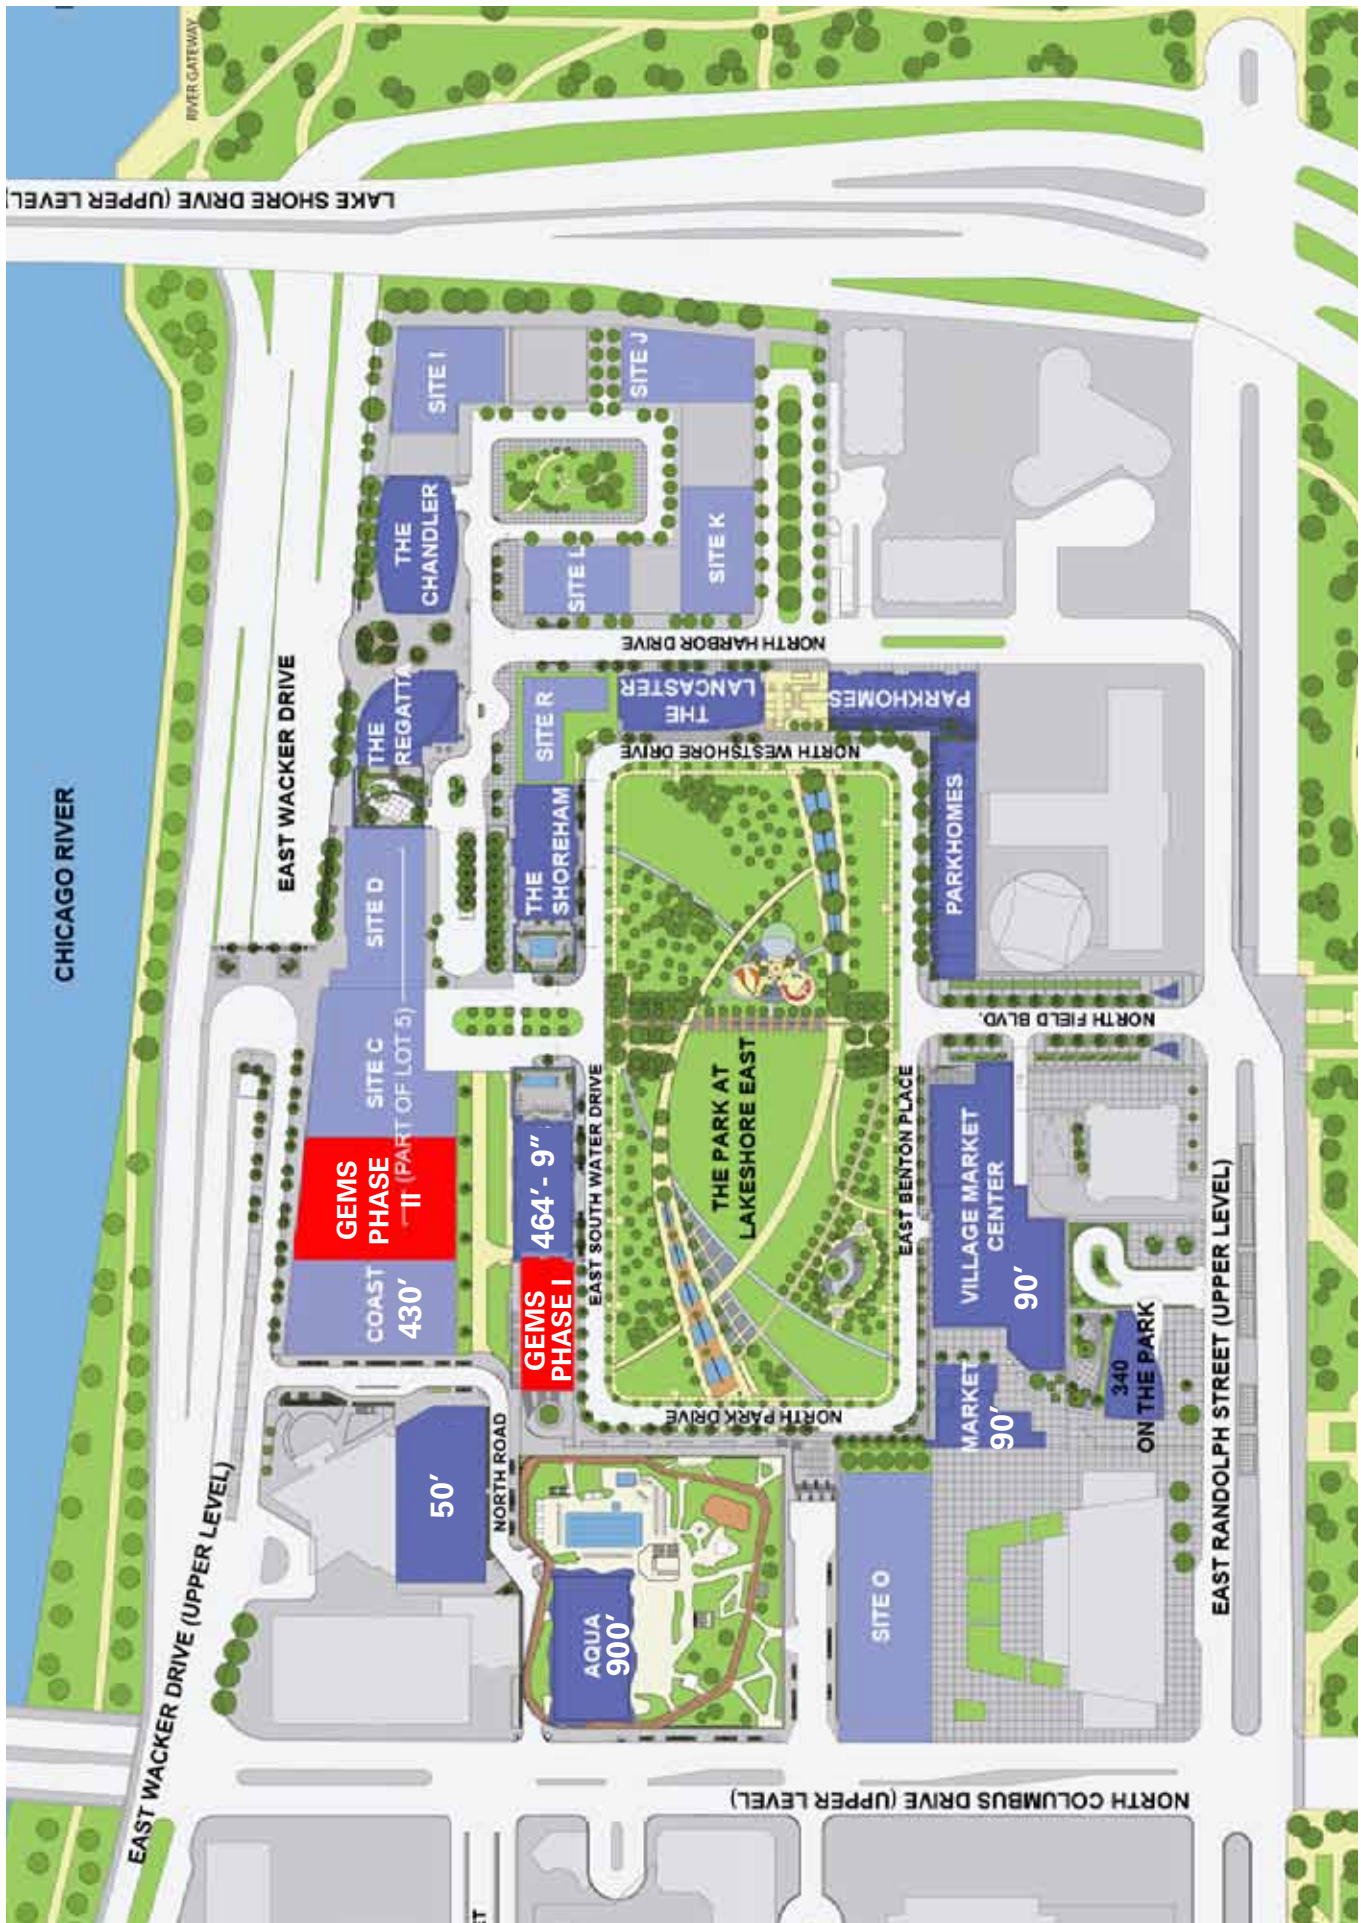 RIVER GATEWAY
LAKE SHORE DRIVE (UPPER LEVEL)
CHICAGO RIVER
EAST WACKER DRIVE
SITE I
SITE J
THE
CHANDLER
SITE L
SITE K
NORTH HARBOR DRIVE
THE
REGATTA
SITE R
THE
LANCASTER
PARKHOMES
NORTH WESTSHORE DRIVE
SITE D
THE
SHOREHAM
PARKHOMES
SITE C
(PART OF LOT 5)
NORTH FIELD BLVD.
GEMS
PHASE
II
464'- 9"
EAST SOUTH WATER DRIVE
THE PARK AT
LAKESHORE EAST
EAST BENTON PLACE
VILLAGE MARKET
CENTER
90'
COAST
430'
GEMS
PHASE I
NORTH PARK DRIVE
MARKET
90'
340
ON THE PARK
EAST RANDOLPH STREET (UPPER LEVEL)
50'
NORTH ROAD
EAST WACKER DRIVE (UPPER LEVEL)
AQUA
900'
SITE O
NORTH COLUMBUS DRIVE (UPPER LEVEL)